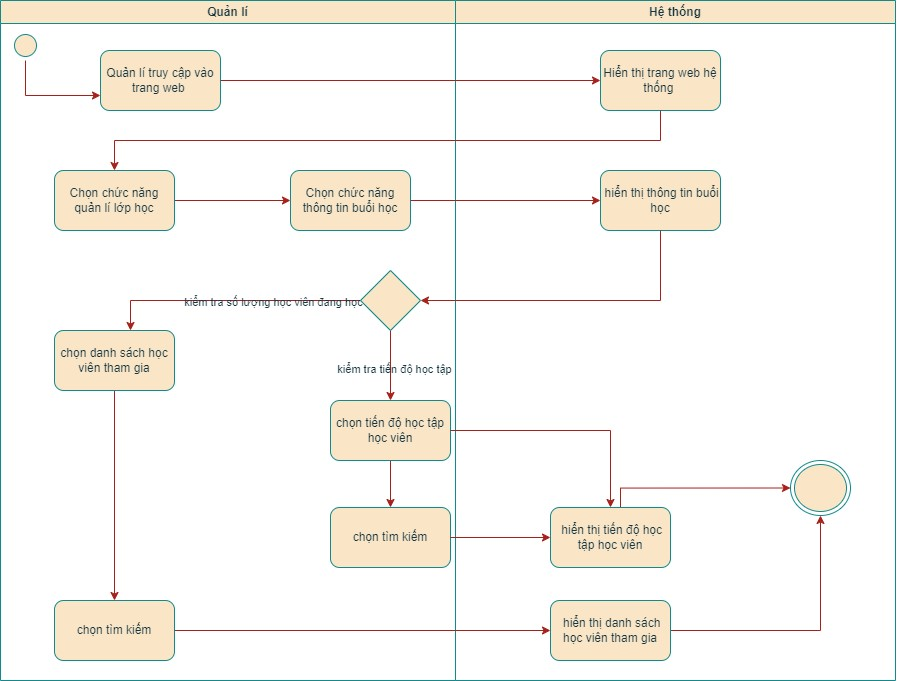 Quản lí
Hệ thống
Quản lí truy cập vào
trang web
Hiển thị trang web hệ
thống
Chọn chức năng
quản lí lớp học
Chọn chức năng
thông tin buổi học
hiển thị thông tin buổi
học
kiểm tra số lượng học viên đang học
chọn danh sách học
viên tham gia
kiểm tra tiến độ học tập
chọn tiến độ học tập
học viên
chọn tìm kiếm
hiển thị tiến độ học
tập học viên
chọn tìm kiếm
hiển thị danh sách
học viên tham gia